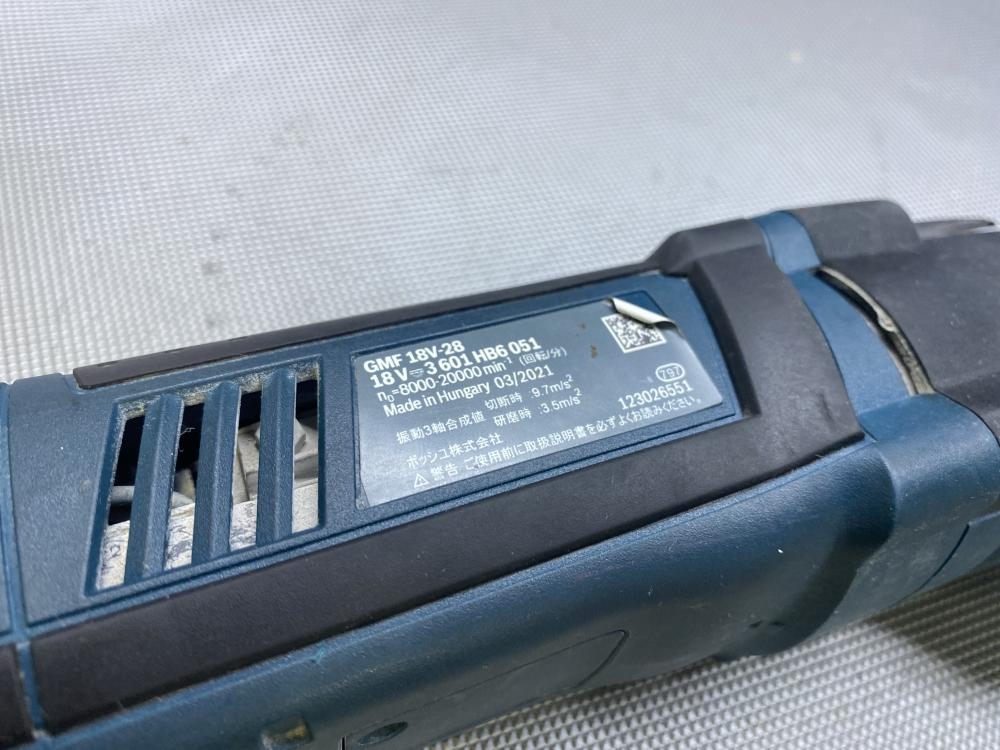 GMF 18V-28
18 V⎓ 3 601 HB6 051
n₀=8000-20000 min⁻¹ (回転/分)
Made in Hungary 03/2021
振動3軸合成値 切断時 :9.7m/s²
研磨時 :3.5m/s²
ボッシュ株式会社
⚠ 警告 ご使用前に取扱説明書を必ずよくお読みください。
797
123026551